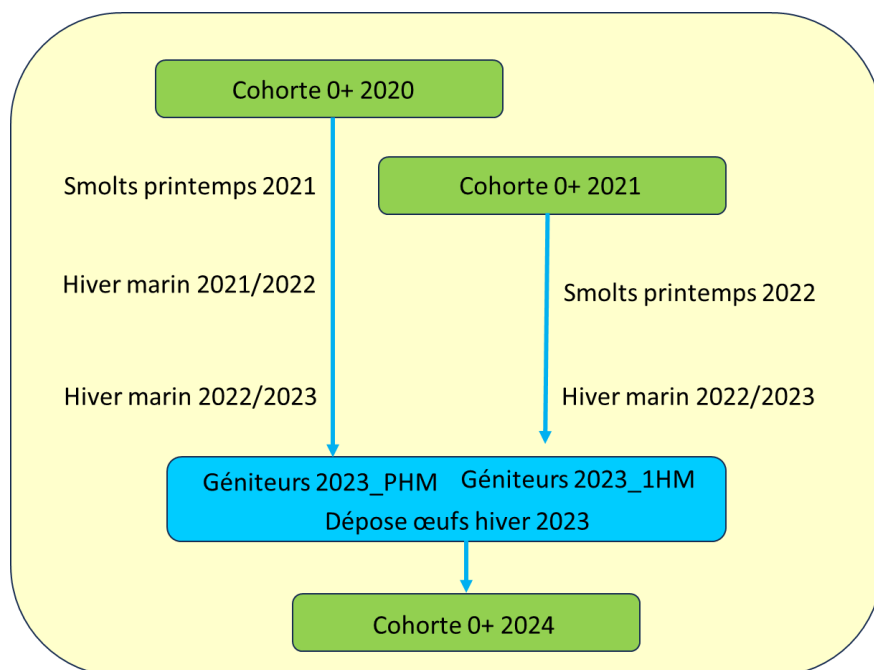 Cohorte 0+ 2020
Smolts printemps 2021
Cohorte 0+ 2021
Hiver marin 2021/2022
Smolts printemps 2022
Hiver marin 2022/2023
Hiver marin 2022/2023
Géniteurs 2023_PHM
Géniteurs 2023_1HM
Dépose œufs hiver 2023
Cohorte 0+ 2024